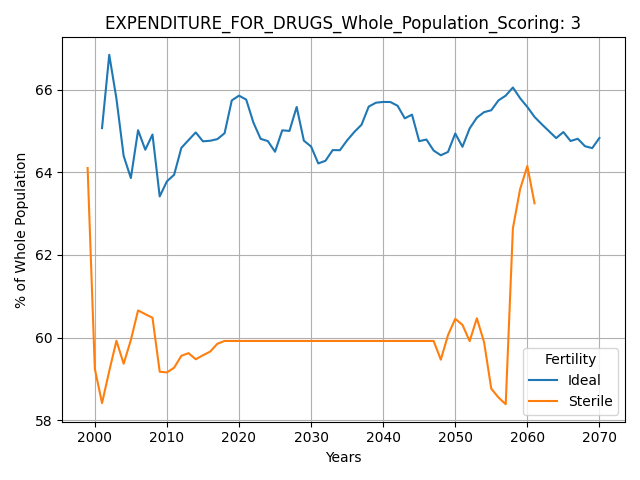 EXPENDITURE_FOR_DRUGS_Whole_Population_Scoring: 3
% of Whole Population
66
64
62
60
58
2000 2010 2020 2030 2040 2050 2060 2070
Years
Fertility
Ideal
Sterile